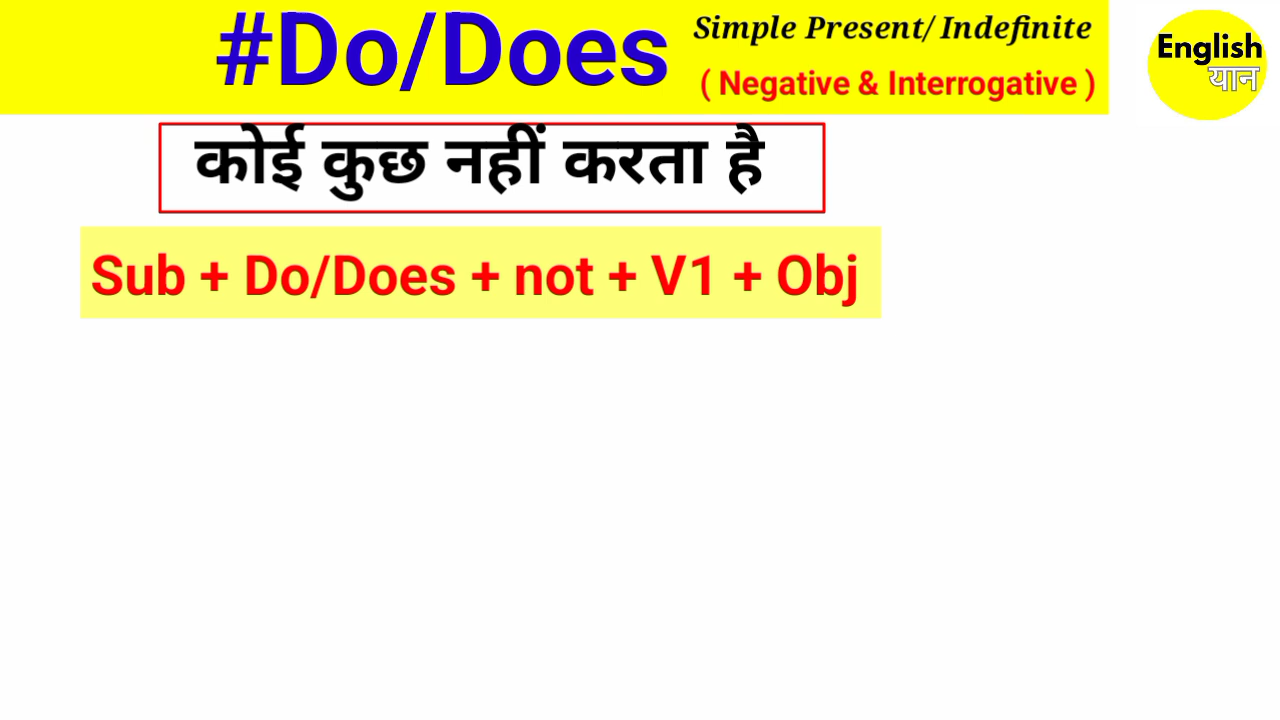 #Do/Does
Simple Present/ Indefinite
( Negative & Interrogative )
English
यान
कोई कुछ नहीं करता है
Sub + Do/Does + not + V1 + Obj